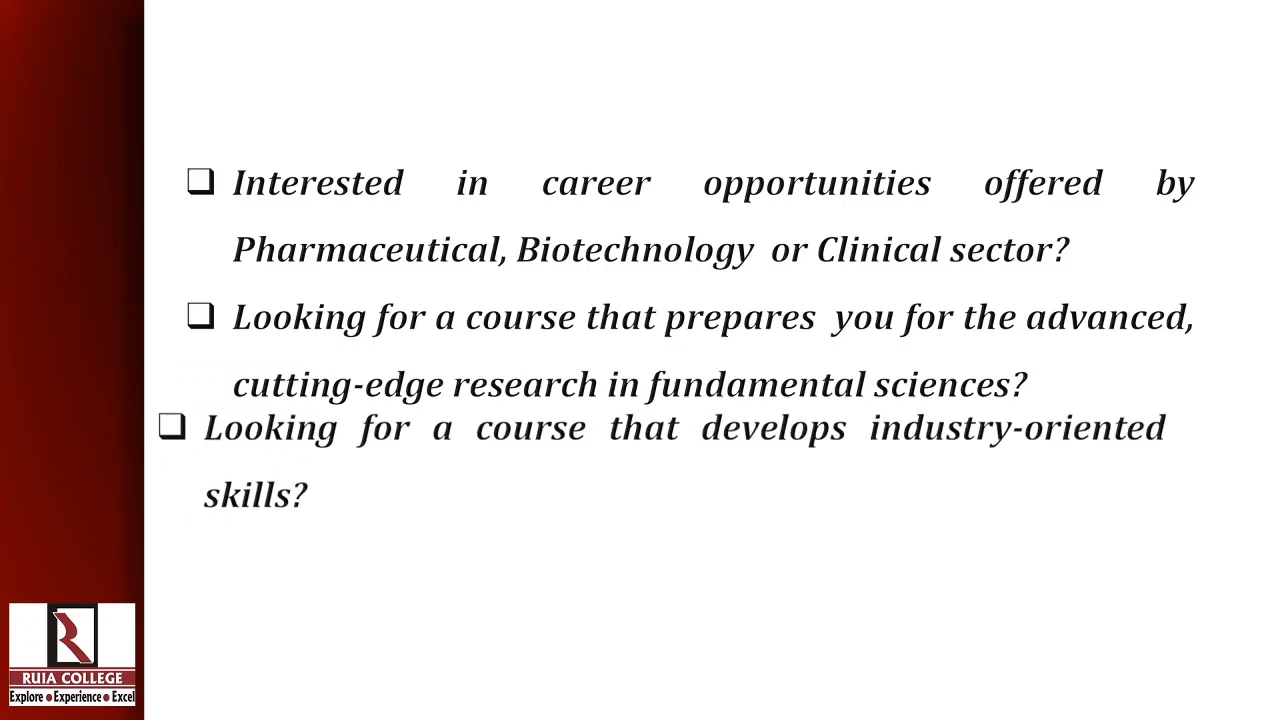 ❑ Interested in career opportunities offered by
Pharmaceutical, Biotechnology or Clinical sector?
❑ Looking for a course that prepares you for the advanced,
cutting-edge research in fundamental sciences?
❑ Looking for a course that develops industry-oriented
skills?
R
RUIA COLLEGE
Explore ● Experience ● Excel